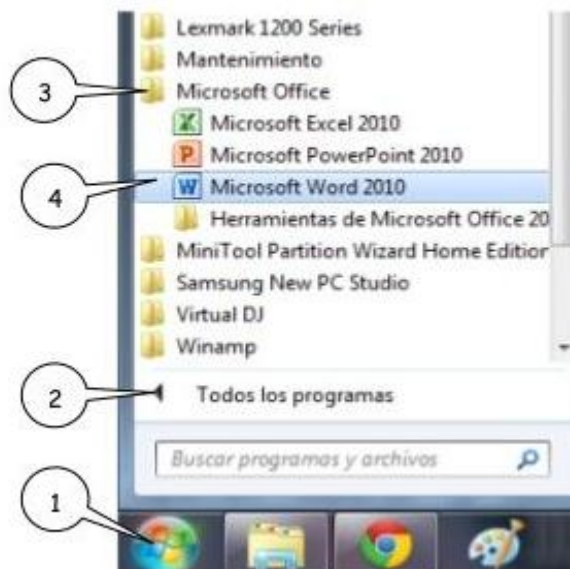 Lexmark 1200 Series
Mantenimiento
3
Microsoft Office
Microsoft Excel 2010
Microsoft PowerPoint 2010
4
Microsoft Word 2010
Herramientas de Microsoft Office 20
MiniTool Partition Wizard Home Edition
Samsung New PC Studio
Virtual DJ
Winamp
2
Todos los programas
Buscar programas y archivos
1